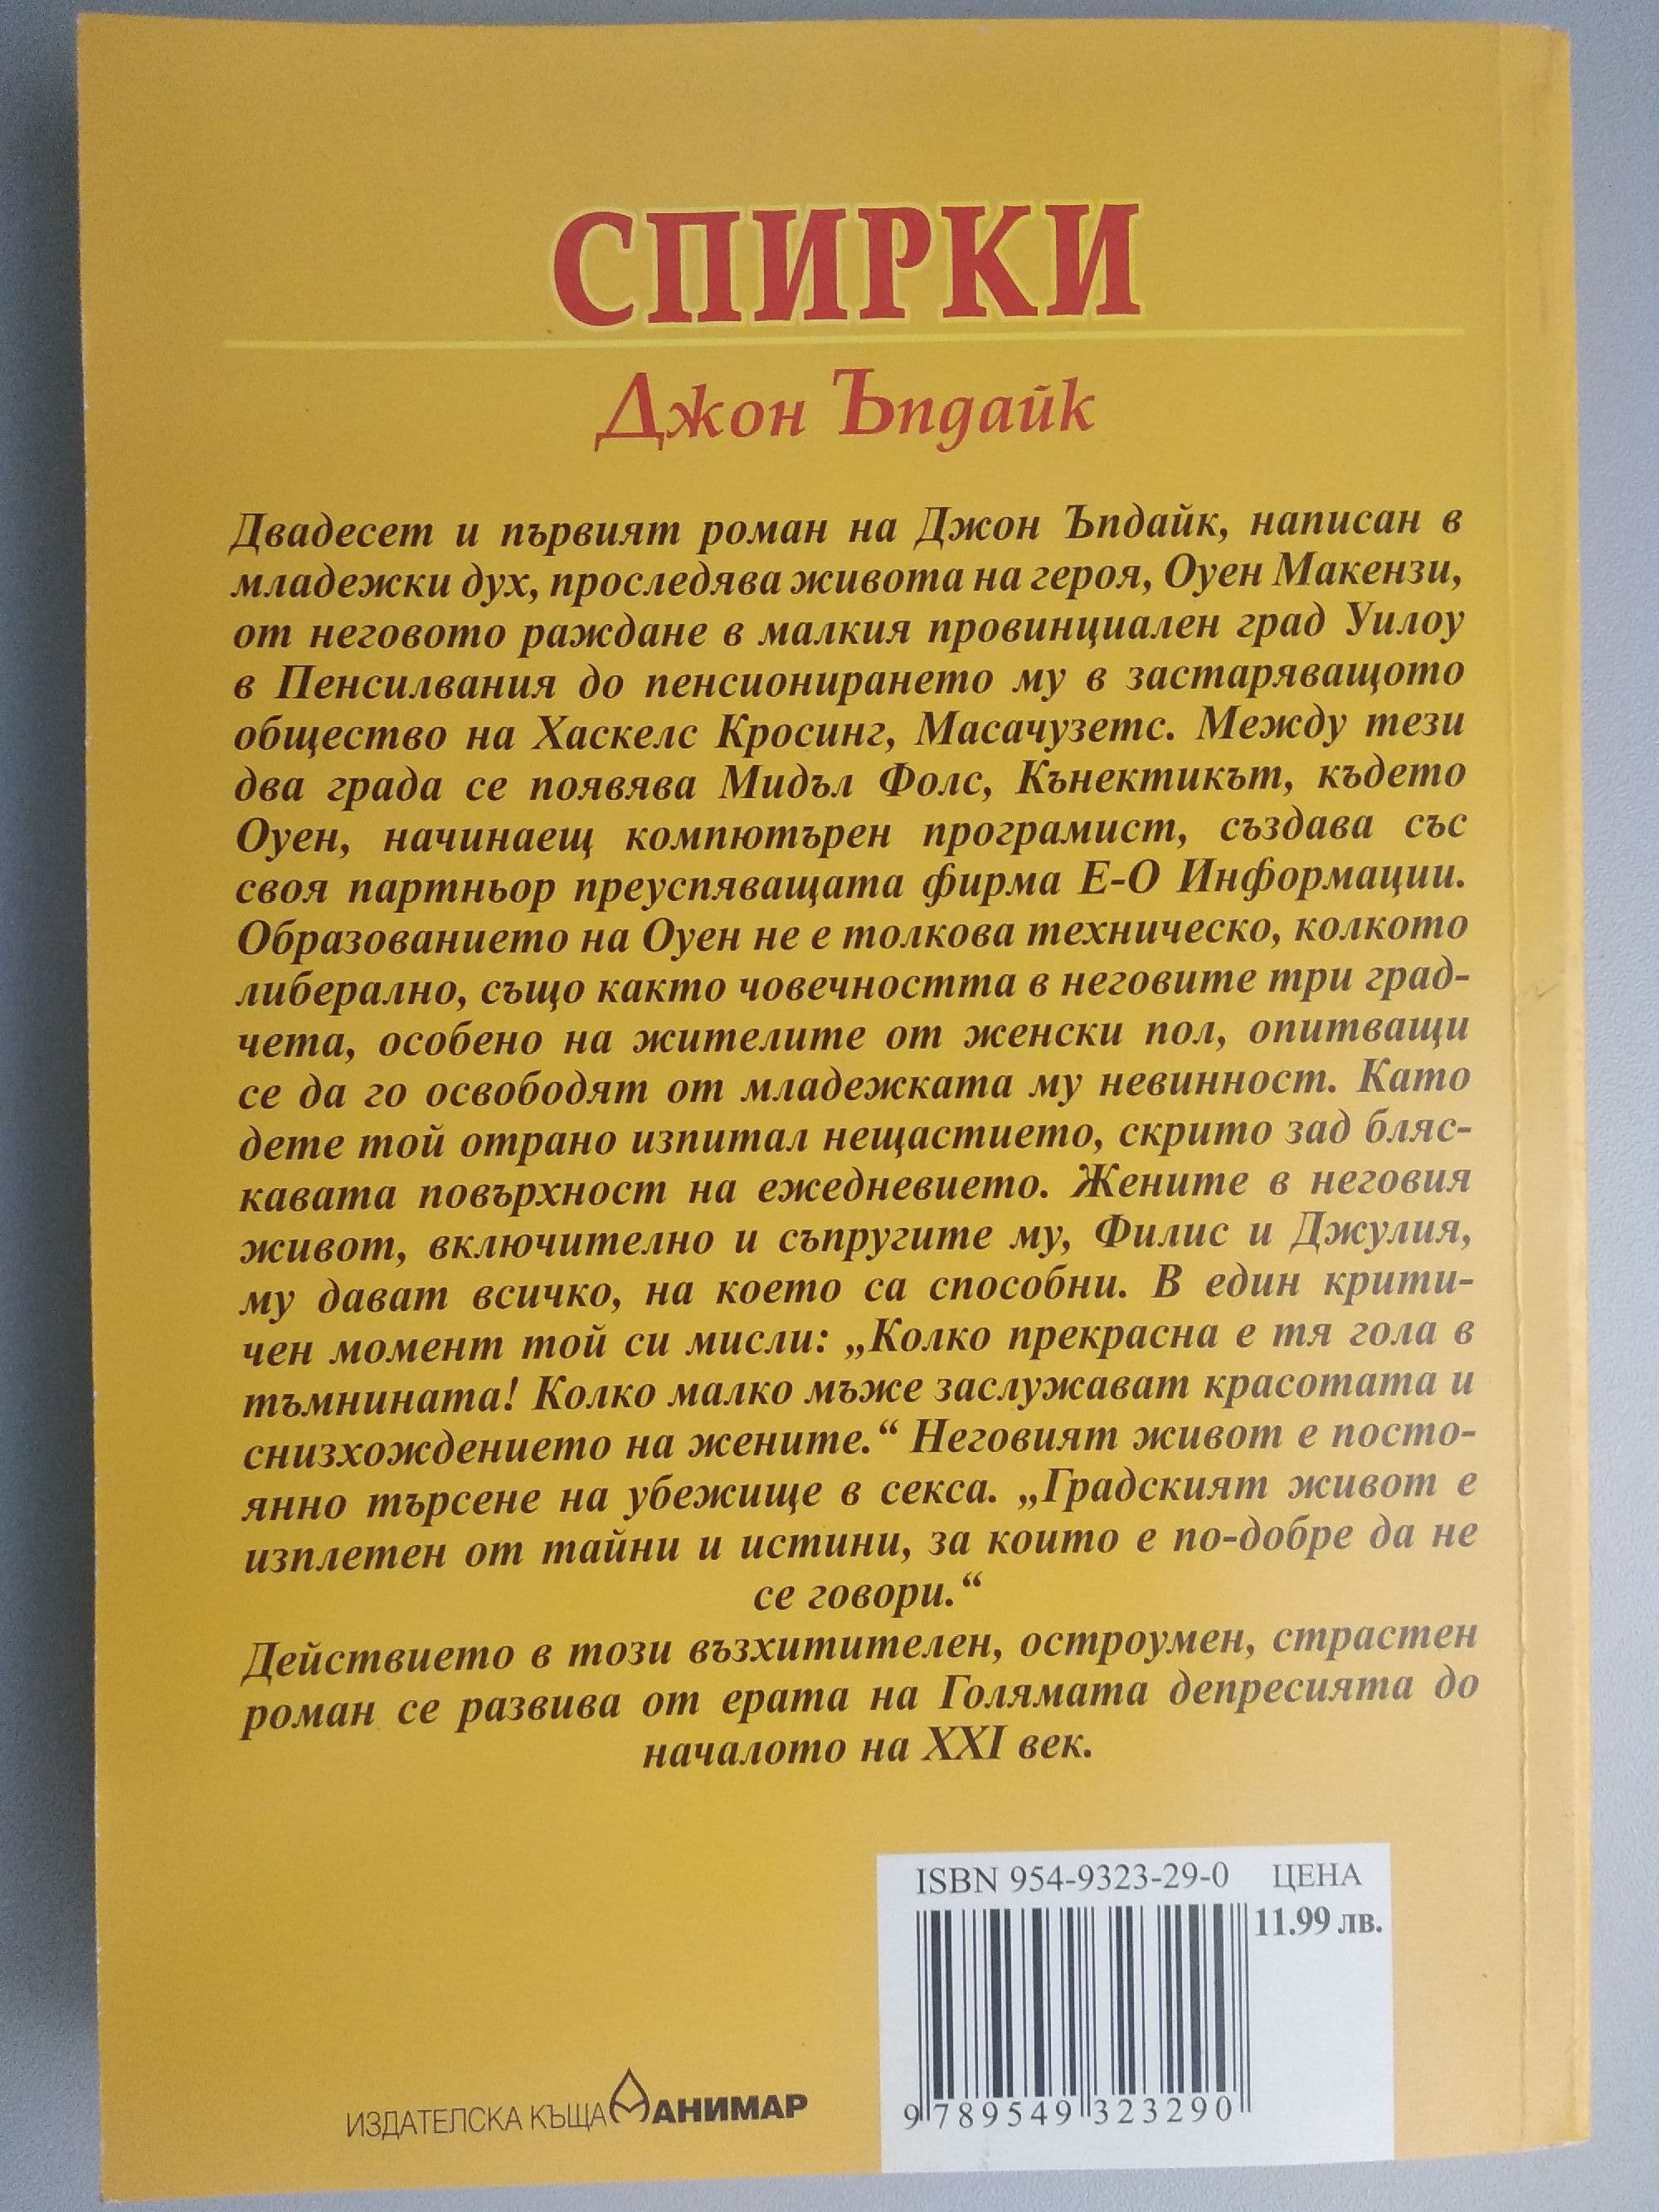 СПИРКИ
Джон Ъпдайк
Двадесет и първият роман на Джон Ъпдайк, написан в
младежки дух, проследява живота на героя, Оуен Макензи,
от неговото раждане в малкия провинциален град Уилоу
в Пенсилвания до пенсионирането му в застаряващото
общество на Хаскелс Кросинг, Масачузетс. Между тези
два града се появява Мидъл Фолс, Кънектикът, където
Оуен, начинаещ компютърен програмист, създава със
своя партньор преуспяващата фирма Е-О Информации.
Образованието на Оуен не е толкова техническо, колкото
либерално, също както човечността в неговите три град-
чета, особено на жителите от женски пол, опитващи
се да го освободят от младежката му невинност. Като
дете той отрано изпитал нещастието, скрито зад бляс-
кавата повърхност на ежедневието. Жените в неговия
живот, включително и съпругите му, Филис и Джулия,
му дават всичко, на което са способни. В един крити-
чен момент той си мисли: „Колко прекрасна е тя гола в
тъмнината! Колко малко мъже заслужават красотата и
снизхождението на жените.“ Неговият живот е посто-
янно търсене на убежище в секса. „Градският живот е
изплетен от тайни и истини, за които е по-добре да не
се говори.“
Действието в този възхитителен, остроумен, страстен
роман се развива от ерата на Голямата депресията до
началото на XXI век.
ISBN 954-9323-29-0 ЦЕНА
11.99 лв.
9 789549 323290
ИЗДАТЕЛСКА КЪЩА АНИМАР